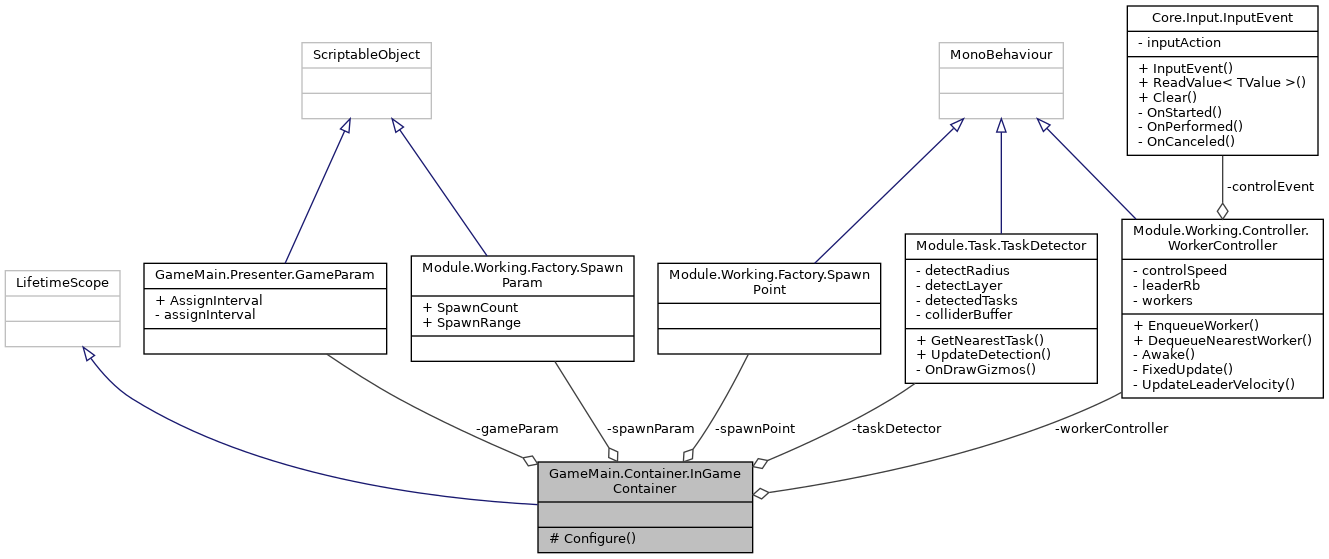 Core.Input.InputEvent
- inputAction
+ InputEvent()
+ ReadValue< TValue >()
+ Clear()
- OnStarted()
- OnPerformed()
- OnCanceled()
ScriptableObject
MonoBehaviour
-controlEvent
LifetimeScope
GameMain.Presenter.GameParam
+ AssignInterval
- assignInterval
Module.Working.Factory.Spawn
Param
+ SpawnCount
+ SpawnRange
Module.Working.Factory.Spawn
Point
Module.Task.TaskDetector
- detectRadius
- detectLayer
- detectedTasks
- colliderBuffer
+ GetNearestTask()
+ UpdateDetection()
- OnDrawGizmos()
Module.Working.Controller.
WorkerController
- controlSpeed
- leaderRb
- workers
+ EnqueueWorker()
+ DequeueNearestWorker()
- Awake()
- FixedUpdate()
- UpdateLeaderVelocity()
-gameParam
-spawnParam
-spawnPoint
-taskDetector
-workerController
GameMain.Container.InGame
Container
# Configure()